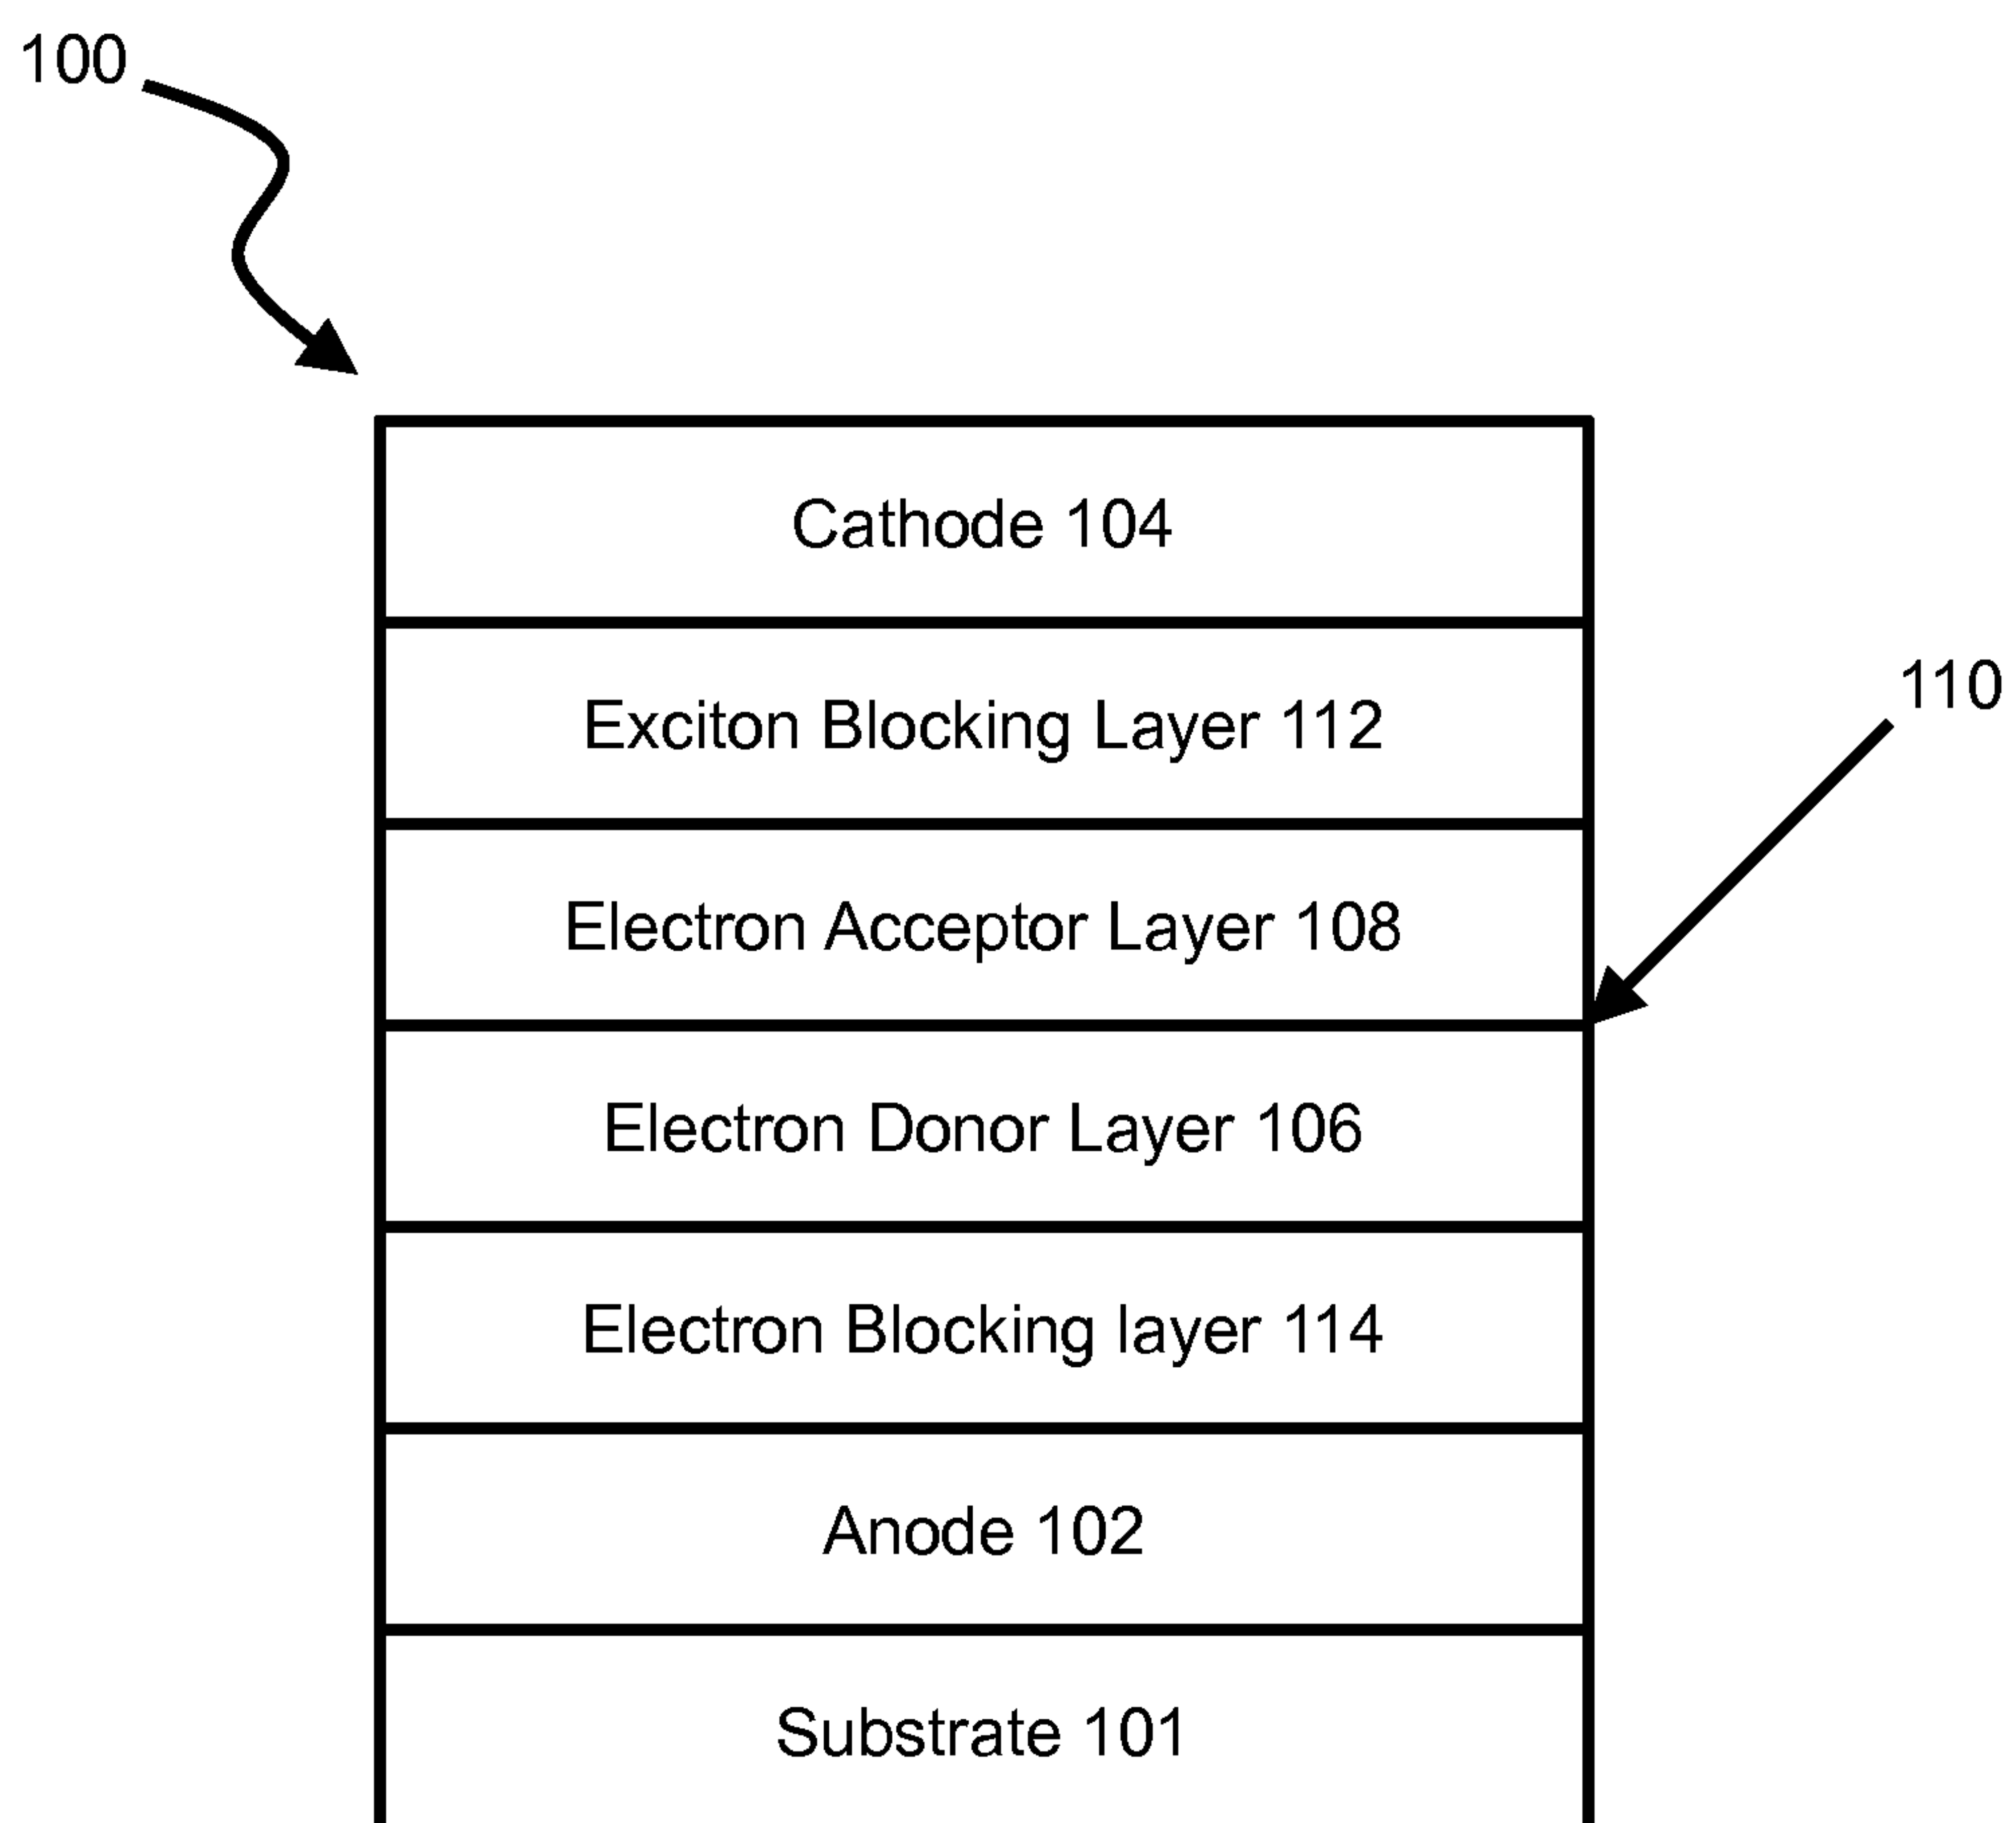 100
Cathode 104
Exciton Blocking Layer 112
110
Electron Acceptor Layer 108
Electron Donor Layer 106
Electron Blocking layer 114
Anode 102
Substrate 101